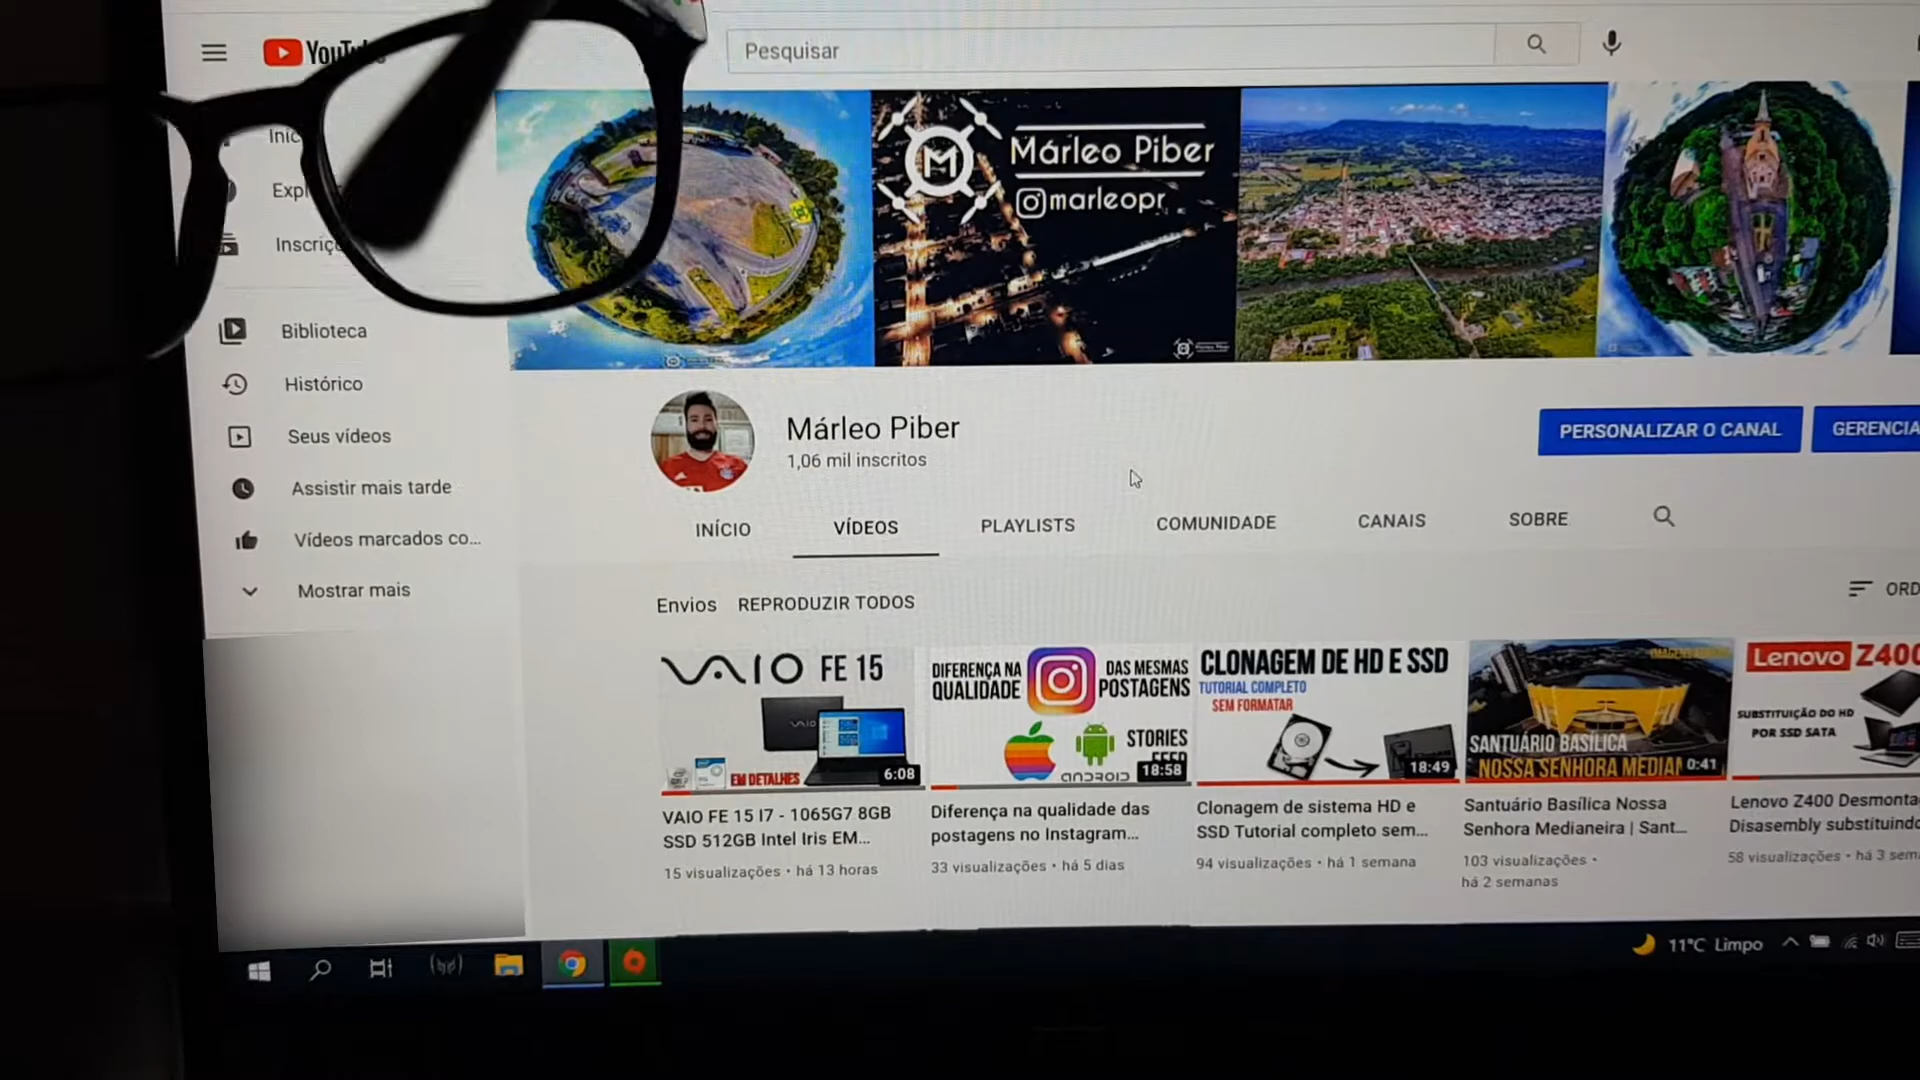 Pesquisar
Márleo Piber
marleopr
Biblioteca
Histórico
Seus vídeos
Assistir mais tarde
Vídeos marcados co...
Mostrar mais
Márleo Piber
1,06 mil inscritos
PERSONALIZAR O CANAL
INÍCIO
VÍDEOS
PLAYLISTS
COMUNIDADE
CANAIS
SOBRE
Envios
REPRODUZIR TODOS
VAIO FE 15
EM DETALHES
6:08
VAIO FE 15 I7 - 1065G7 8GB
SSD 512GB Intel Iris EM...
15 visualizações • há 13 horas
DIFERENÇA NA
QUALIDADE
DAS MESMAS
POSTAGENS
STORIES
ANDROID
18:58
Diferença na qualidade das
postagens no Instagram...
33 visualizações • há 5 dias
CLONAGEM DE HD E SSD
TUTORIAL COMPLETO
SEM FORMATAR
18:49
Clonagem de sistema HD e
SSD Tutorial completo sem...
94 visualizações • há 1 semana
SANTUÁRIO BASÍLICA
NOSSA SENHORA
0:41
Santuário Basílica Nossa
Senhora Medianeira | Sant...
103 visualizações •
há 2 semanas
Lenovo Z400
SUBSTITUIÇÃO DO HD
POR SSD SATA
Lenovo Z400
Disasembly
58 visualizações • há 3
11°C Limpo